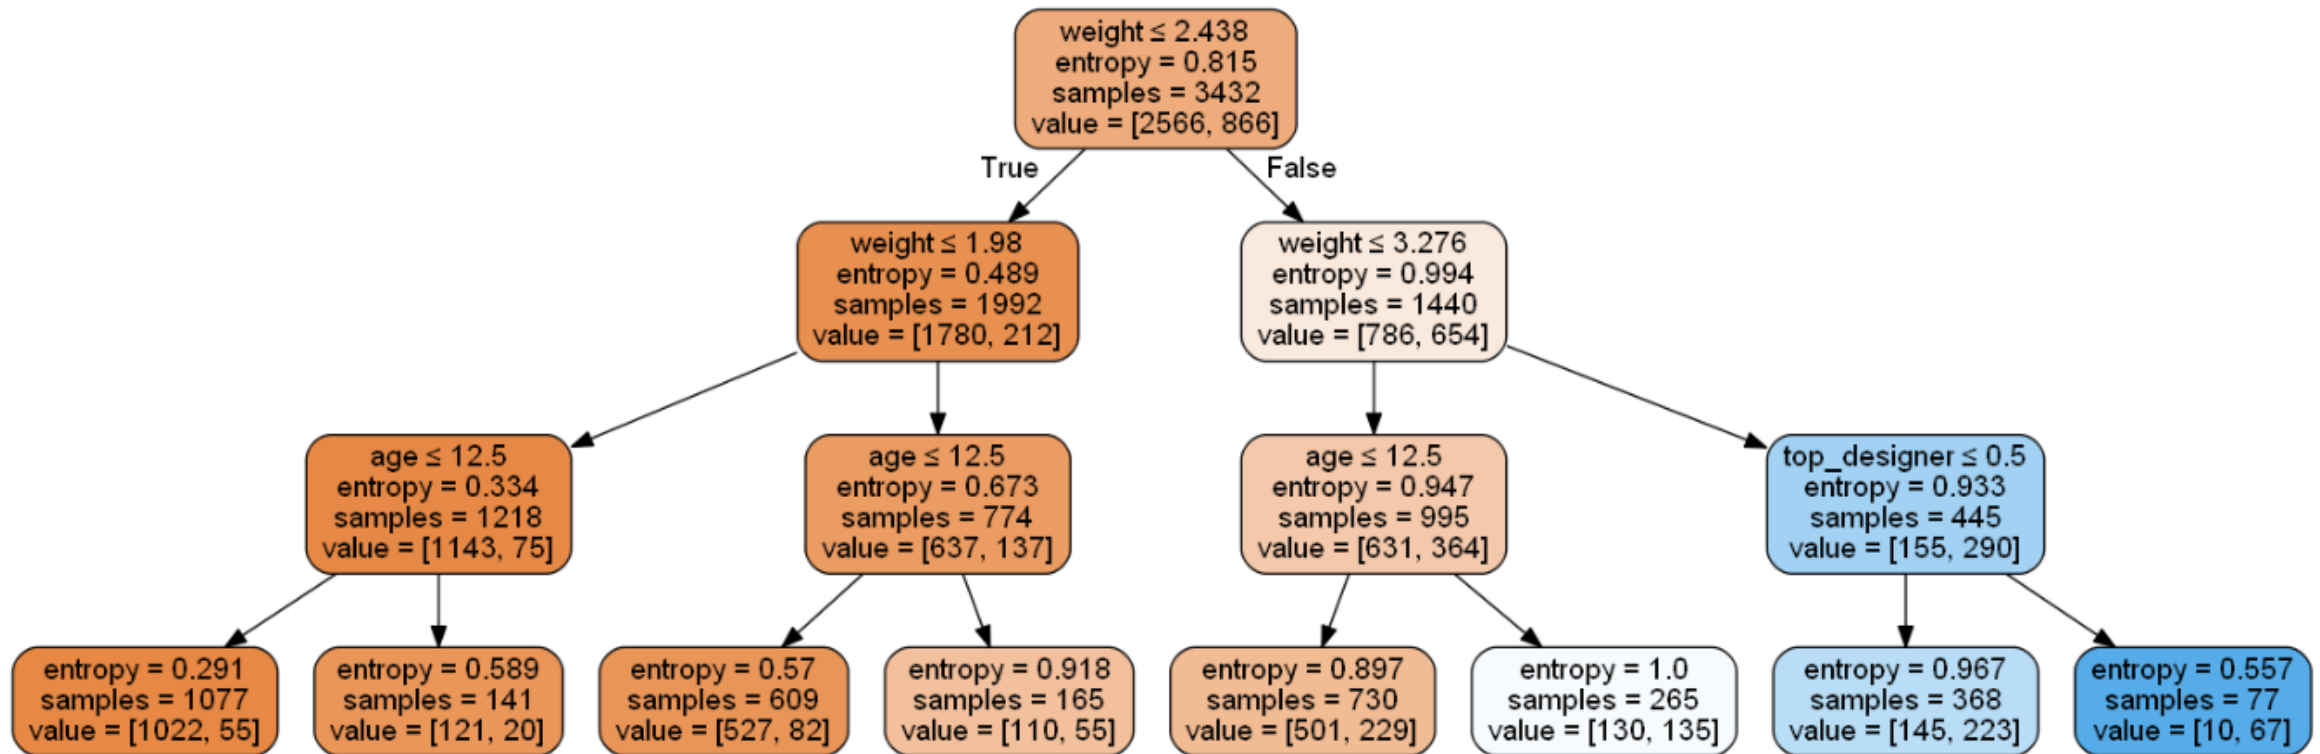 weight ≤ 2.438
entropy = 0.815
samples = 3432
value = [2566, 866]
True
False
weight ≤ 1.98
entropy = 0.489
samples = 1992
value = [1780, 212]
weight ≤ 3.276
entropy = 0.994
samples = 1440
value = [786, 654]
age ≤ 12.5
entropy = 0.334
samples = 1218
value = [1143, 75]
age ≤ 12.5
entropy = 0.673
samples = 774
value = [637, 137]
age ≤ 12.5
entropy = 0.947
samples = 995
value = [631, 364]
top_designer ≤ 0.5
entropy = 0.933
samples = 445
value = [155, 290]
entropy = 0.291
samples = 1077
value = [1022, 55]
entropy = 0.589
samples = 141
value = [121, 20]
entropy = 0.57
samples = 609
value = [527, 82]
entropy = 0.918
samples = 165
value = [110, 55]
entropy = 0.897
samples = 730
value = [501, 229]
entropy = 1.0
samples = 265
value = [130, 135]
entropy = 0.967
samples = 368
value = [145, 223]
entropy = 0.557
samples = 77
value = [10, 67]